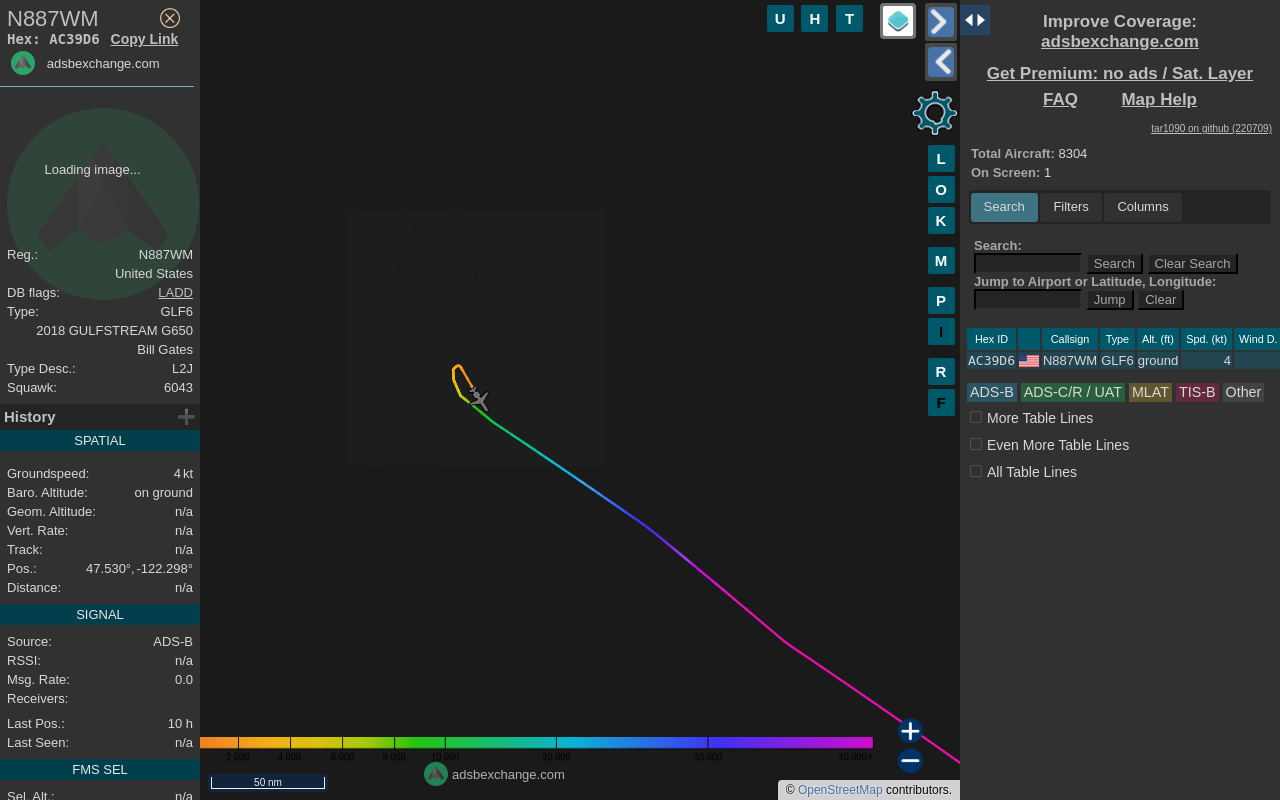 N887WM
Hex: AC39D6 Copy Link
adsbexchange.com
Loading image...
Reg.: N887WM
United States
DB flags: LADD
Type: GLF6
2018 GULFSTREAM G650
Bill Gates
Type Desc.: L2J
Squawk: 6043
History
SPATIAL
Groundspeed: 4 kt
Baro. Altitude: on ground
Geom. Altitude: n/a
Vert. Rate: n/a
Track: n/a
Pos.: 47.530°, -122.298°
Distance: n/a
SIGNAL
Source: ADS-B
RSSI: n/a
Msg. Rate: 0.0
Receivers:
Last Pos.: 10 h
Last Seen: n/a
FMS SEL
Sel. Alt.: n/a
U H T
L
O
K
M
P
I
R
F
2 000 4 000 6 000 8 000 10 000 20 000 30 000 40 000+
50 nm
adsbexchange.com
© OpenStreetMap contributors.
Improve Coverage:
adsbexchange.com
Get Premium: no ads / Sat. Layer
FAQ Map Help
tar1090 on github (220709)
Total Aircraft: 8304
On Screen: 1
Search Filters Columns
Search:
Search Clear Search
Jump to Airport or Latitude, Longitude:
Jump Clear
Hex ID Callsign Type Alt. (ft) Spd. (kt) Wind D.
AC39D6 N887WM GLF6 ground 4
ADS-B ADS-C/R / UAT MLAT TIS-B Other
More Table Lines
Even More Table Lines
All Table Lines